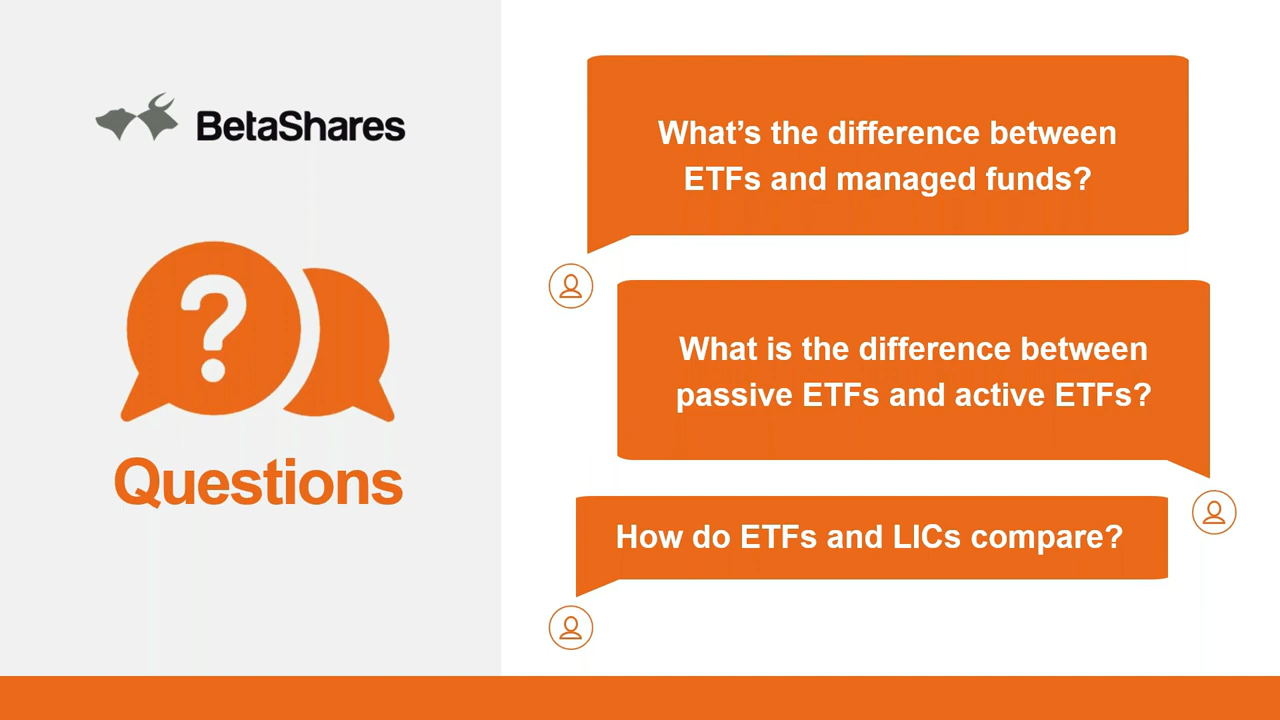 BetaShares
Questions
What’s the difference between
ETFs and managed funds?
What is the difference between
passive ETFs and active ETFs?
How do ETFs and LICs compare?